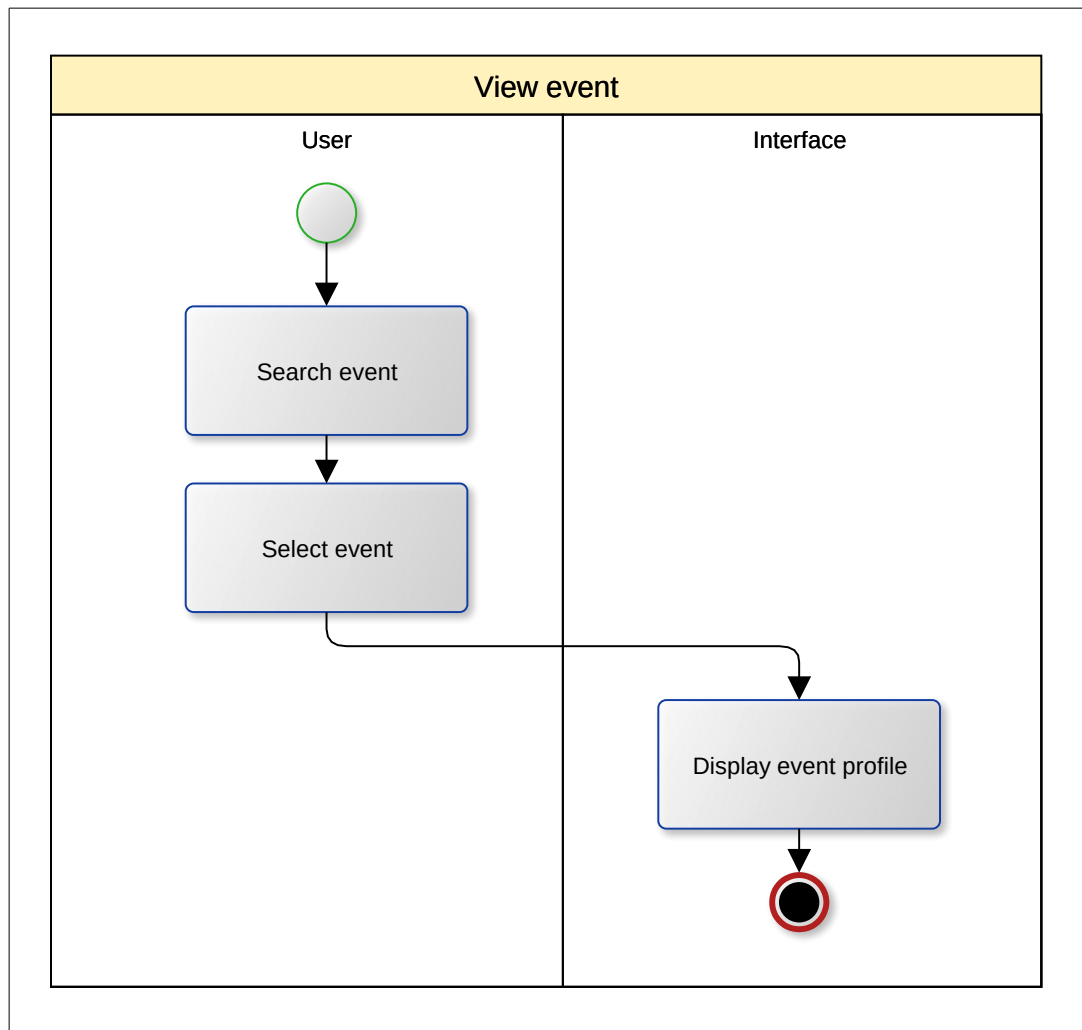 View event
User
Interface
Search event
Select event
Display event profile